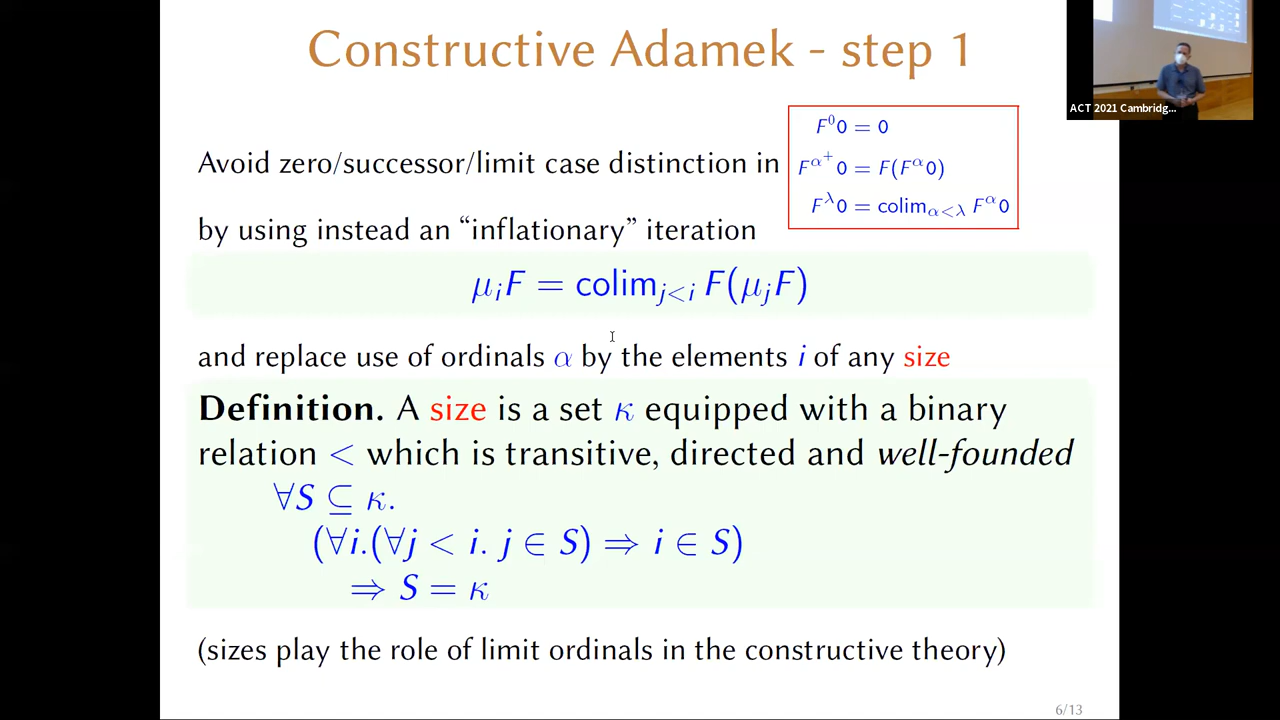 Constructive Adamek - step 1
ACT 2021 Cambridg...
F⁰0 = 0
Avoid zero/successor/limit case distinction in
F^{α⁺}0 = F(F^α0)
F^λ0 = colim_{α<λ} F^α0
by using instead an “inflationary” iteration
μ_iF = colim_{j<i} F(μ_jF)
and replace use of ordinals α by the elements i of any size
Definition. A size is a set κ equipped with a binary
relation < which is transitive, directed and well-founded
∀S ⊆ κ.
(∀i.(∀j < i. j ∈ S) ⇒ i ∈ S)
⇒ S = κ
(sizes play the role of limit ordinals in the constructive theory)
6/13